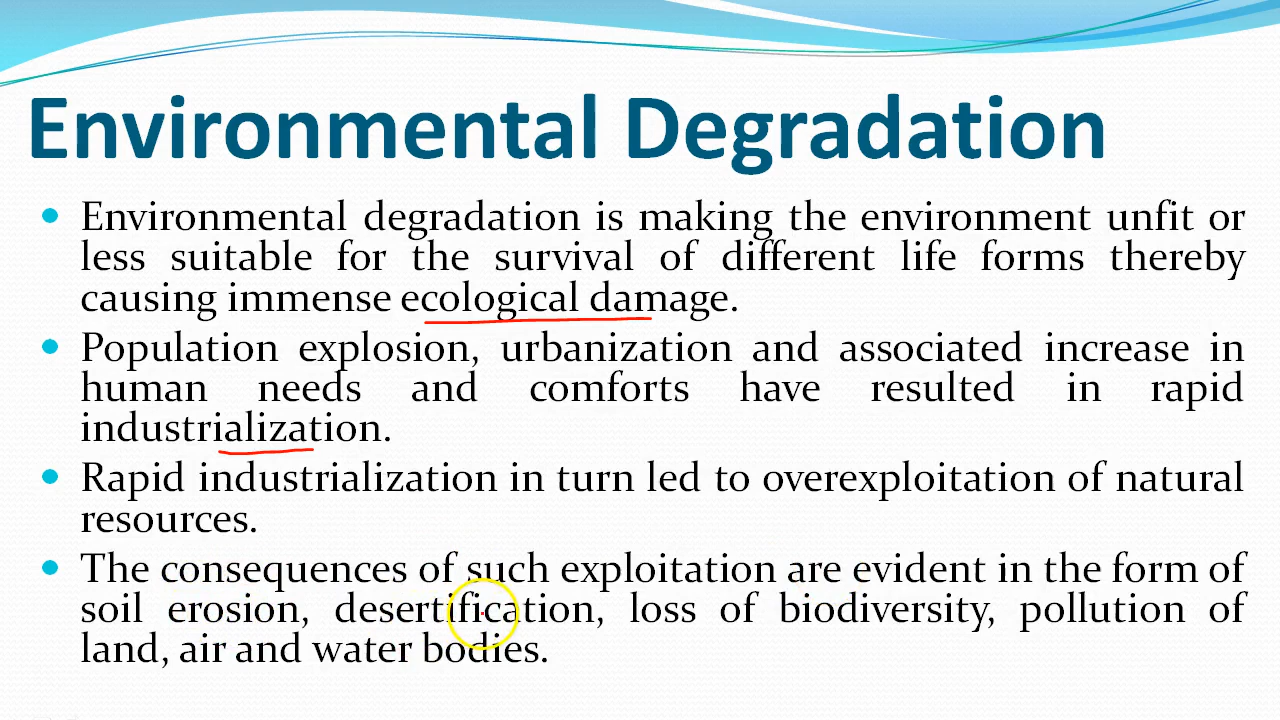 Environmental Degradation
• Environmental degradation is making the environment unfit or
less suitable for the survival of different life forms thereby
causing immense ecological damage.
• Population explosion, urbanization and associated increase in
human needs and comforts have resulted in rapid
industrialization.
• Rapid industrialization in turn led to overexploitation of natural
resources.
• The consequences of such exploitation are evident in the form of
soil erosion, desertification, loss of biodiversity, pollution of
land, air and water bodies.